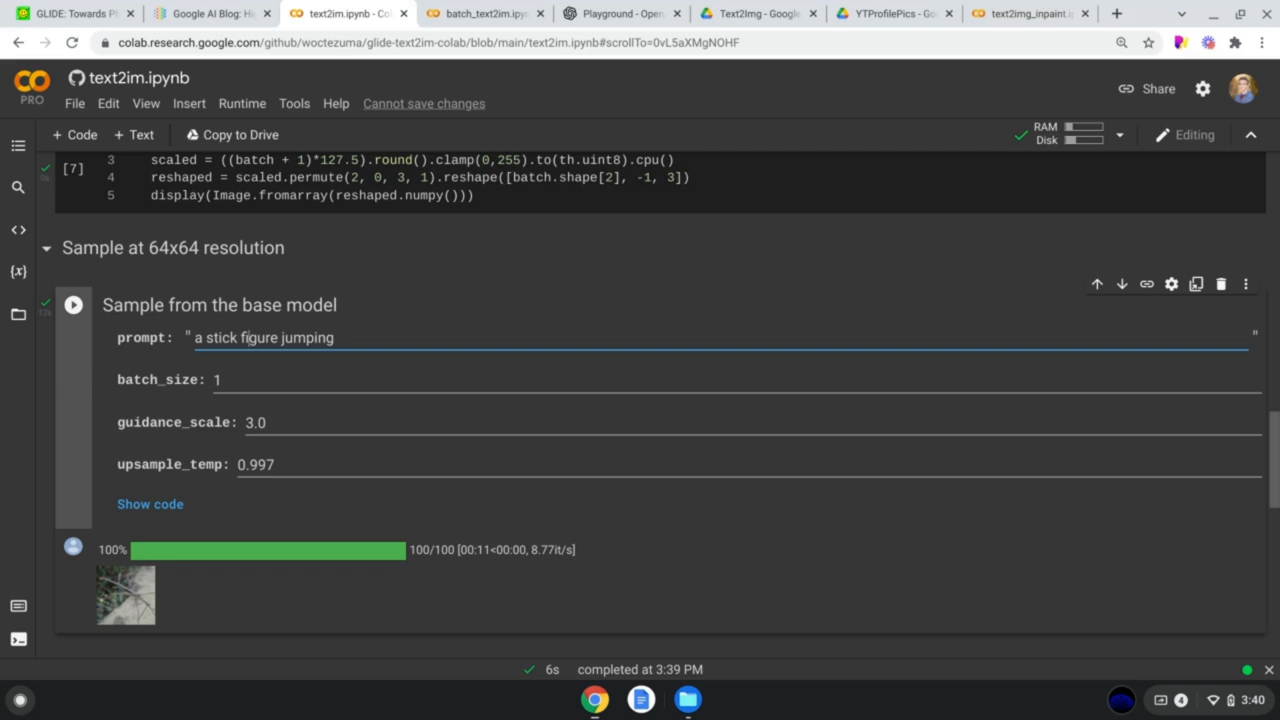 GLIDE: Towards Ph
Google AI Blog: Hi
text2im.ipynb - Co
batch_text2im.ipy
Playground - Open
Text2Img - Google
YTProfilePics - Go
text2img_inpaint.i
colab.research.google.com/github/woctezuma/glide-text2im-colab/blob/main/text2im.ipynb#scrollTo=0vL5aXMgNOHF
PRO
text2im.ipynb
File Edit View Insert Runtime Tools Help Cannot save changes
Share
+ Code + Text Copy to Drive
RAM
Disk
Editing
[7]
0s
3 scaled = ((batch + 1)*127.5).round().clamp(0,255).to(th.uint8).cpu()
4 reshaped = scaled.permute(2, 0, 3, 1).reshape([batch.shape[2], -1, 3])
5 display(Image.fromarray(reshaped.numpy()))
Sample at 64x64 resolution
{x}
12s
Sample from the base model
prompt: " a stick figure jumping "
batch_size: 1
guidance_scale: 3.0
upsample_temp: 0.997
Show code
100% 100/100 [00:11<00:00, 8.77it/s]
6s completed at 3:39 PM
4 3:40